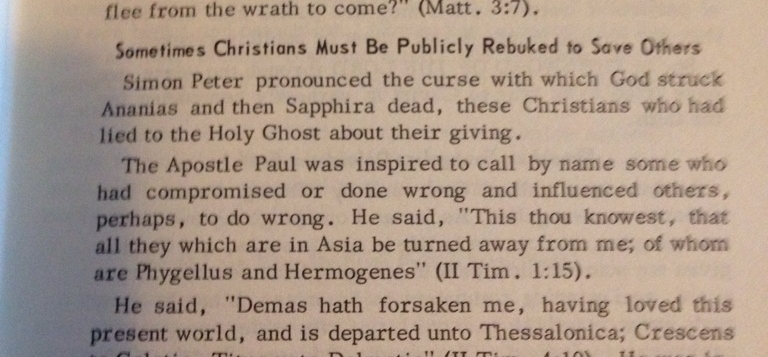 flee from the wrath to come?" (Matt. 3:7).
Sometimes Christians Must Be Publicly Rebuked to Save Others
Simon Peter pronounced the curse with which God struck
Ananias and then Sapphira dead, these Christians who had
lied to the Holy Ghost about their giving.
The Apostle Paul was inspired to call by name some who
had compromised or done wrong and influenced others,
perhaps, to do wrong. He said, "This thou knowest, that
all they which are in Asia be turned away from me; of whom
are Phygellus and Hermogenes" (II Tim. 1:15).
He said, "Demas hath forsaken me, having loved this
present world, and is departed unto Thessalonica; Crescens